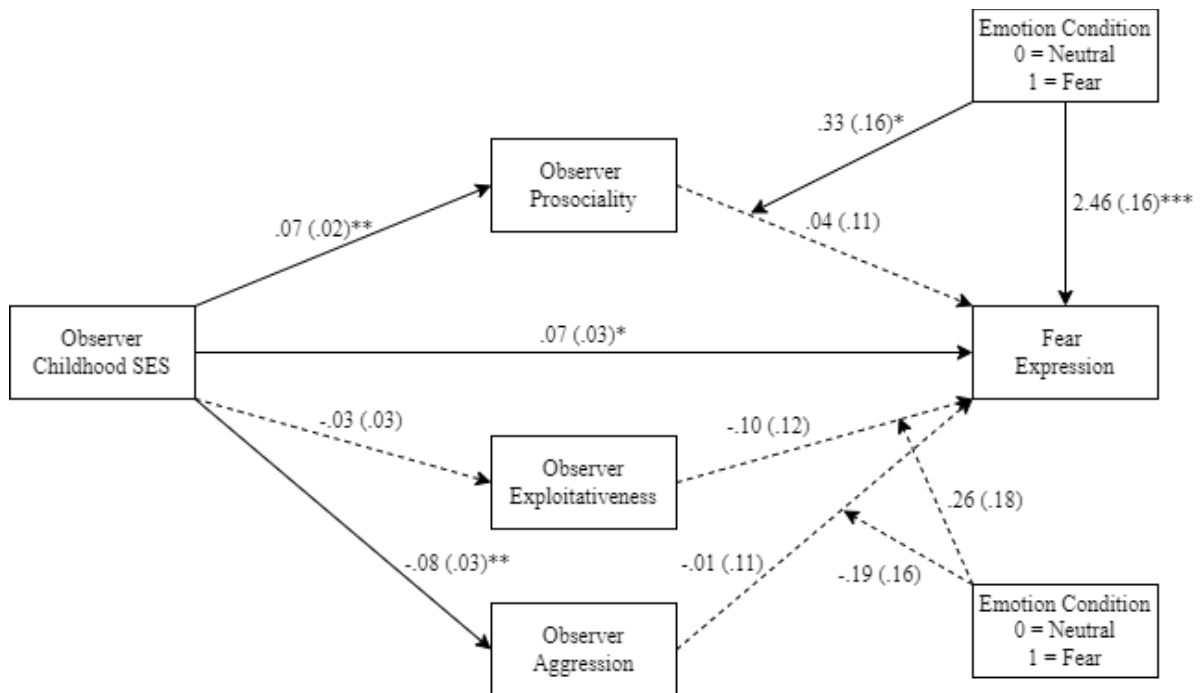 Emotion Condition
0 = Neutral
1 = Fear
.33 (.16)*
Observer
Prosociality
2.46 (.16)***
.07 (.02)**
.04 (.11)
Observer
Childhood SES
.07 (.03)*
Fear
Expression
-.03 (.03)
-.10 (.12)
Observer
Exploitativeness
.26 (.18)
-.08 (.03)**
-.01 (.11)
-.19 (.16)
Observer
Aggression
Emotion Condition
0 = Neutral
1 = Fear